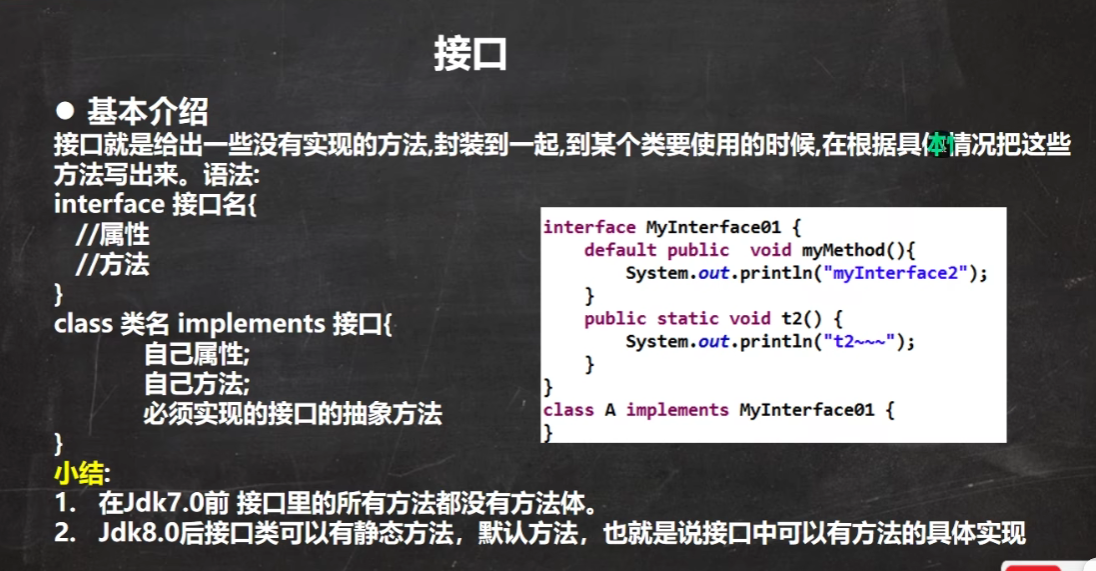 接口
● 基本介绍
接口就是给出一些没有实现的方法,封装到一起,到某个类要使用的时候,在根据具体情况把这些
方法写出来。语法:
interface 接口名{
//属性
//方法
}
class 类名 implements 接口{
自己属性;
自己方法;
必须实现的接口的抽象方法
}
小结:
1. 在Jdk7.0前 接口里的所有方法都没有方法体。
2. Jdk8.0后接口类可以有静态方法，默认方法，也就是说接口中可以有方法的具体实现
interface MyInterface01 {
default public  void myMethod(){
System.out.println("myInterface2");
}
public static void t2() {
System.out.println("t2~~~");
}
}
class A implements MyInterface01 {
}